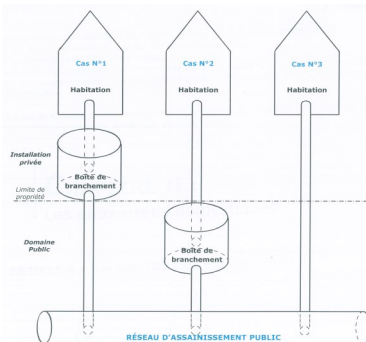 Cas N°1
Habitation
Cas N°2
Habitation
Cas N°3
Habitation
Installation
privée
Boîte de
branchement
Limite de
propriété
Domaine
Public
Boîte de
branchement
RÉSEAU D'ASSAINISSEMENT PUBLIC